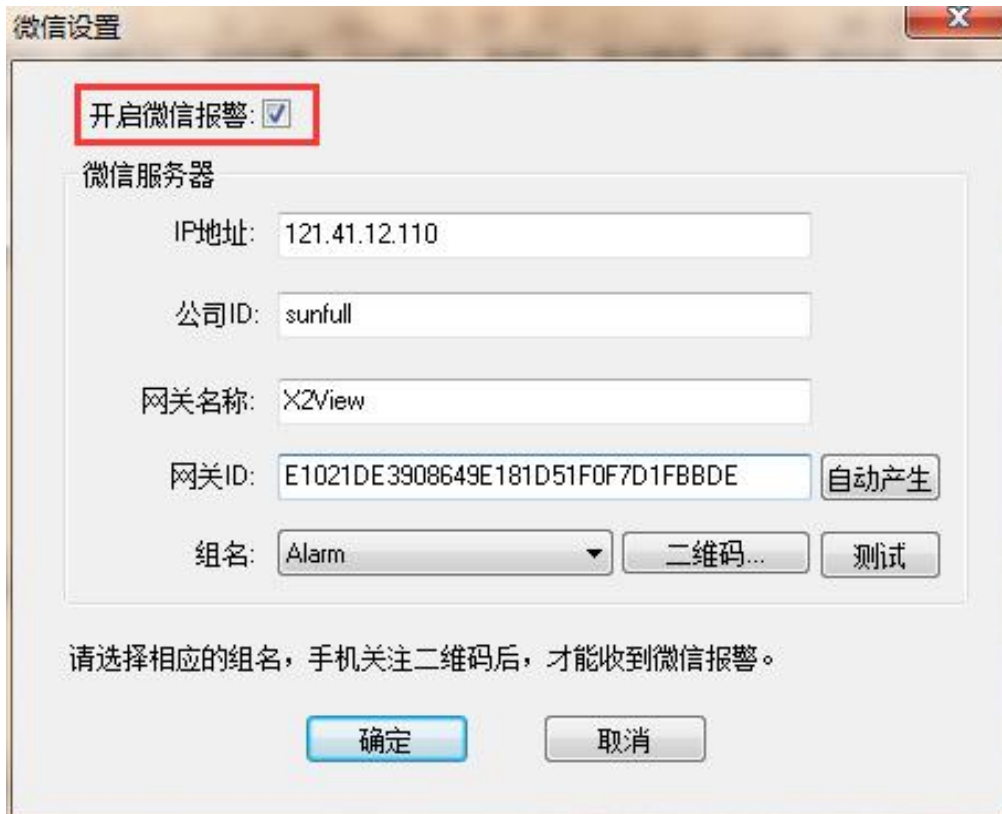 微信设置
开启微信报警:
微信服务器
IP地址: 121.41.12.110
公司ID: sunfull
网关名称: X2View
网关ID: E1021DE3908649E181D51F0F7D1FBBDE 自动产生
组名: Alarm 二维码... 测试
请选择相应的组名，手机关注二维码后，才能收到微信报警。
确定 取消